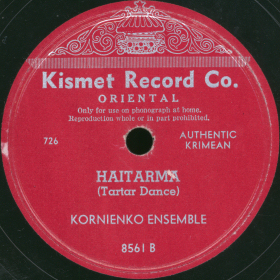 Kismet Record Co.
ORIENTAL
Only for use on phonograph at home.
Reproduction whole or in part prohibited.
726
AUTHENTIC
KRIMEAN
HAITARMA
(Tartar Dance)
KORNIENKO ENSEMBLE
8561 B